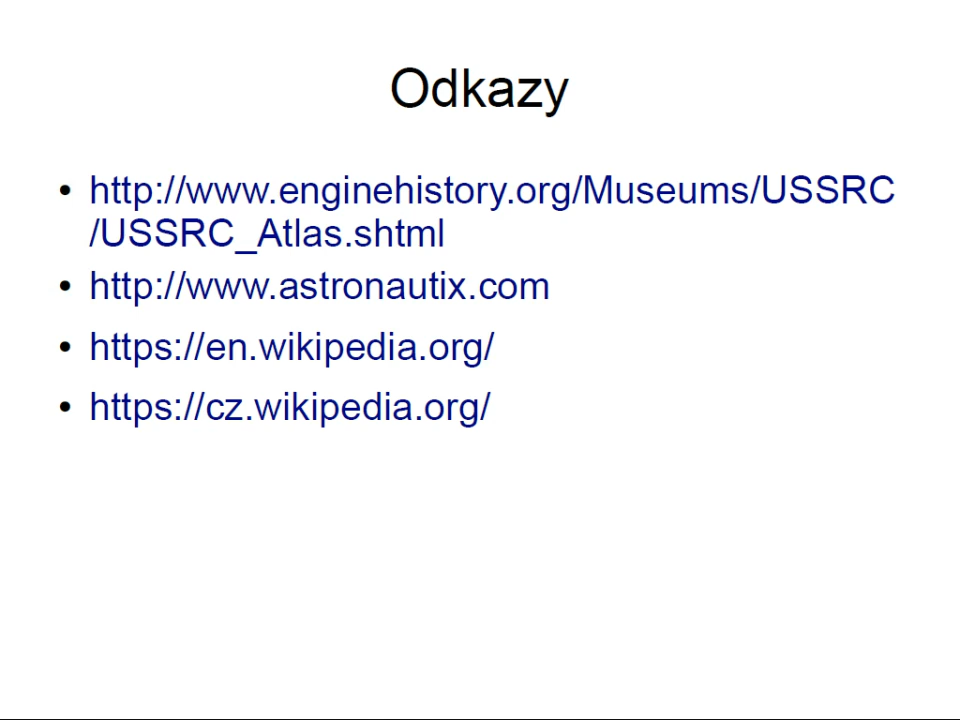 Odkazy
• http://www.enginehistory.org/Museums/USSRC
/USSRC_Atlas.shtml
• http://www.astronautix.com
• https://en.wikipedia.org/
• https://cz.wikipedia.org/